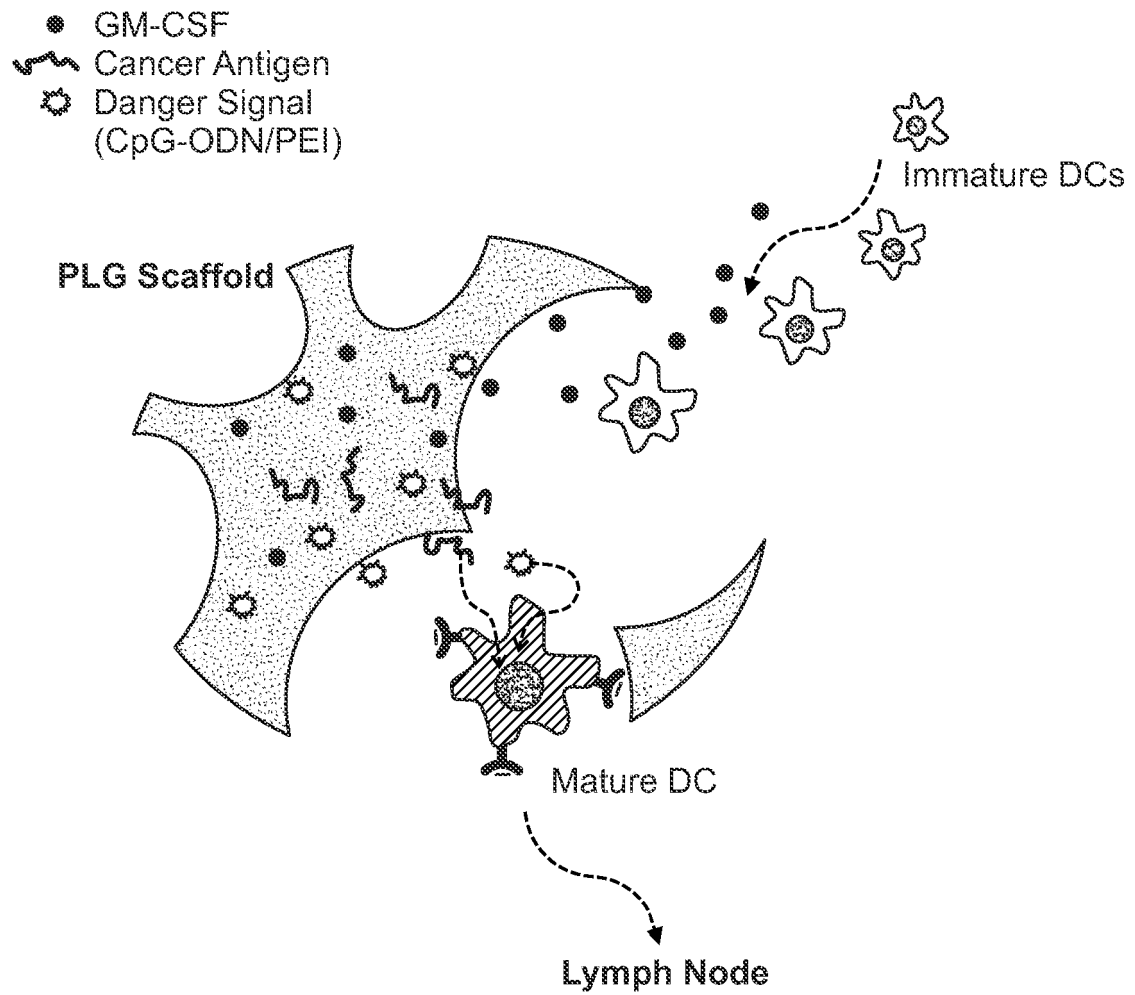 GM-CSF
Cancer Antigen
Danger Signal
(CpG-ODN/PEI)
Immature DCs
PLG Scaffold
Mature DC
Lymph Node